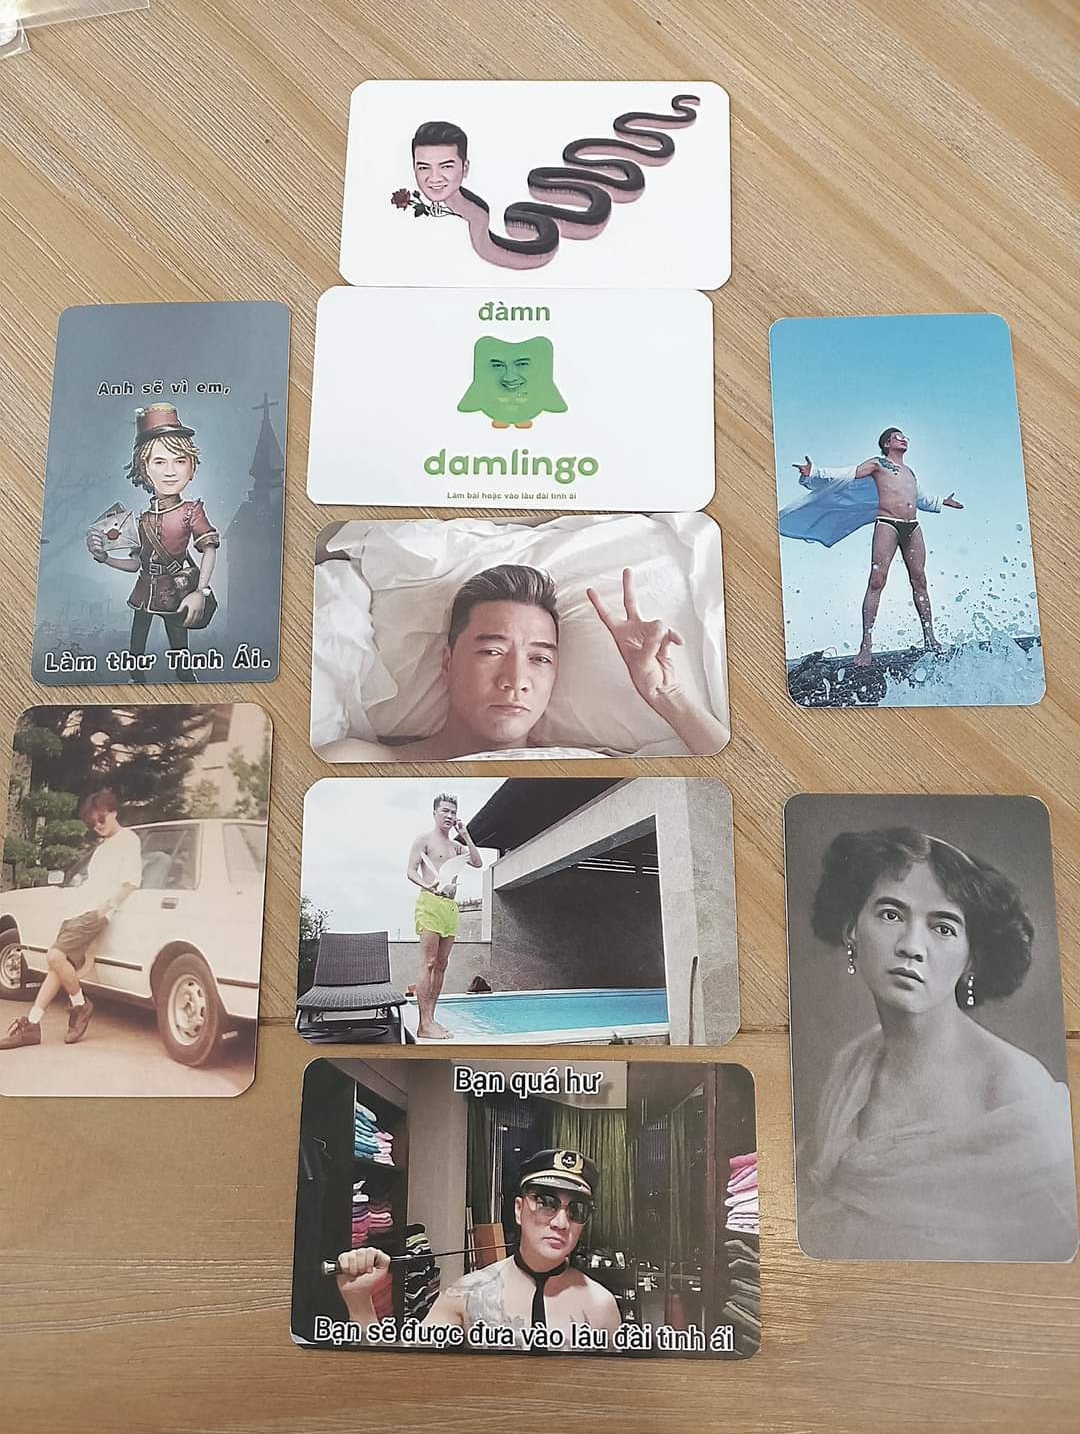 đàmn
damlingo
Làm bài hoặc vào lâu đài tình ái
Anh sẽ vì em,
Làm thư Tình Ái.
Bạn quá hư
Bạn sẽ được đưa vào lâu đài tình ái